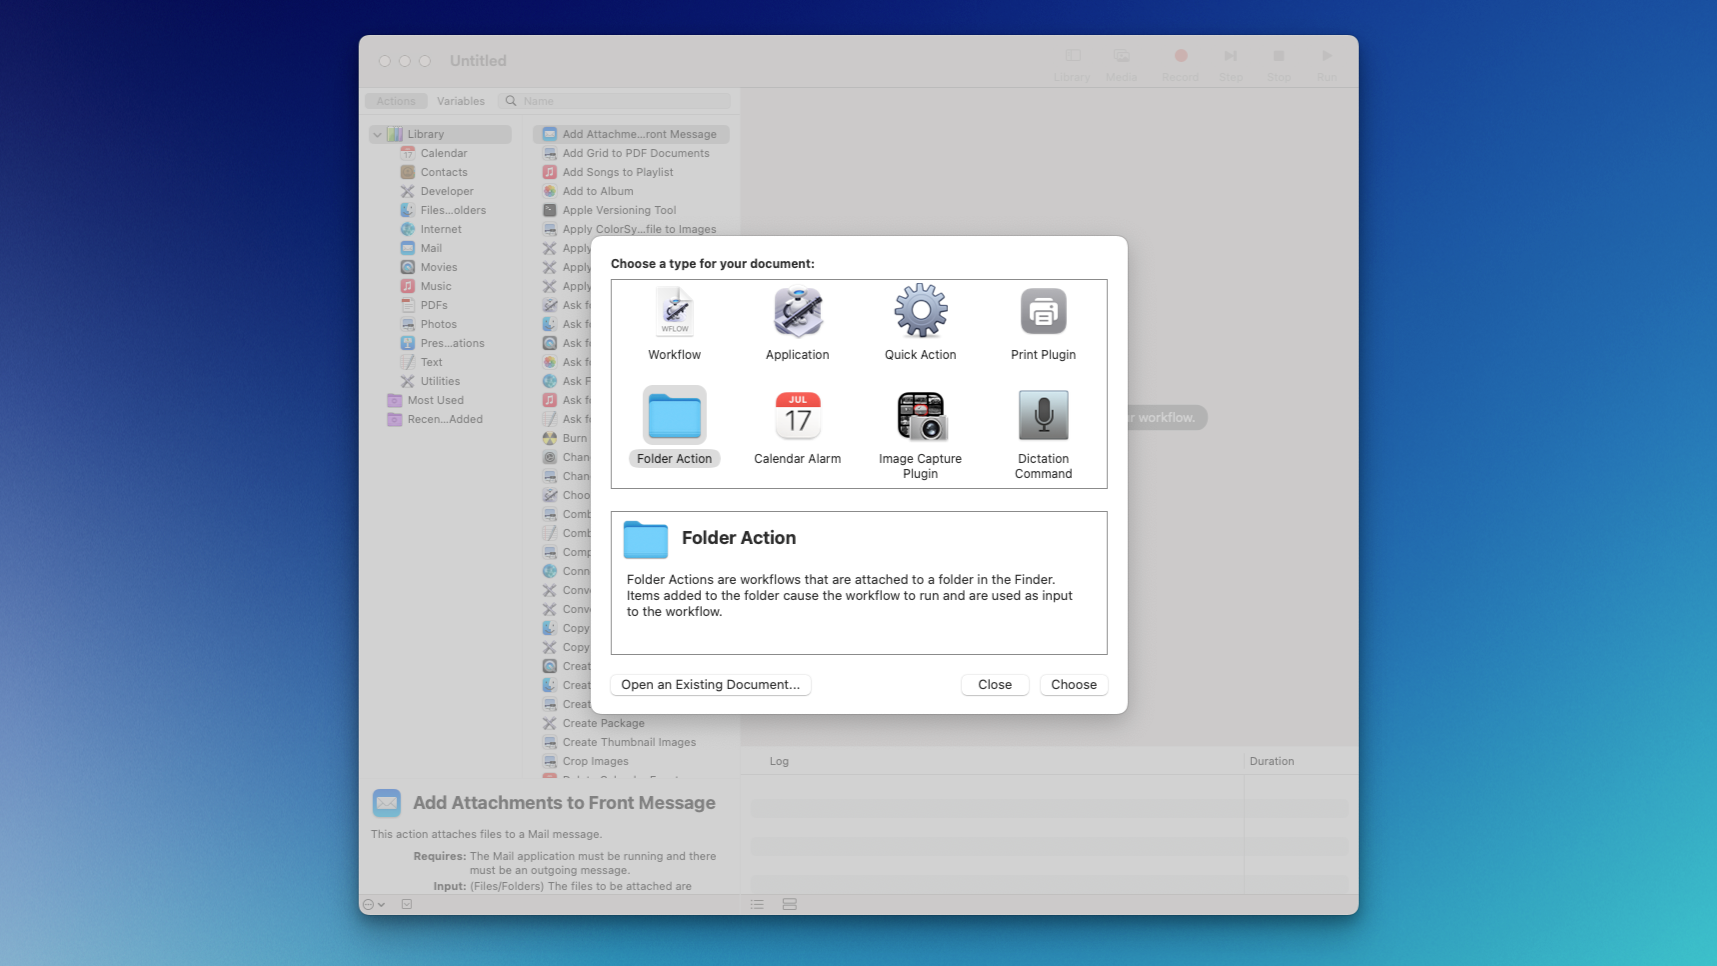 Untitled
Library
Media
Record
Step
Stop
Run
Actions
Variables
Name
Library
Calendar
Contacts
Developer
Files...olders
Internet
Mail
Movies
Music
PDFs
Photos
Pres...ations
Text
Utilities
Most Used
Recen...Added
Add Attachme...ront Message
Add Grid to PDF Documents
Add Songs to Playlist
Add to Album
Apple Versioning Tool
Apply ColorSy...file to Images
Apply
Apply
Apply
Ask f
Ask f
Ask f
Ask f
Ask F
Ask f
Ask f
Burn
Chan
Chan
Choo
Comb
Comb
Comp
Conn
Conv
Conv
Copy
Copy
Creat
Creat
Creat
Create Package
Create Thumbnail Images
Crop Images
Choose a type for your document:
WFLOW
Workflow
Application
Quick Action
Print Plugin
Folder Action
JUL
17
Calendar Alarm
Image Capture
Plugin
Dictation
Command
r workflow.
Folder Action
Folder Actions are workflows that are attached to a folder in the Finder.
Items added to the folder cause the workflow to run and are used as input
to the workflow.
Open an Existing Document...
Close
Choose
Log
Duration
Add Attachments to Front Message
This action attaches files to a Mail message.
Requires: The Mail application must be running and there
must be an outgoing message.
Input: (Files/Folders) The files to be attached are